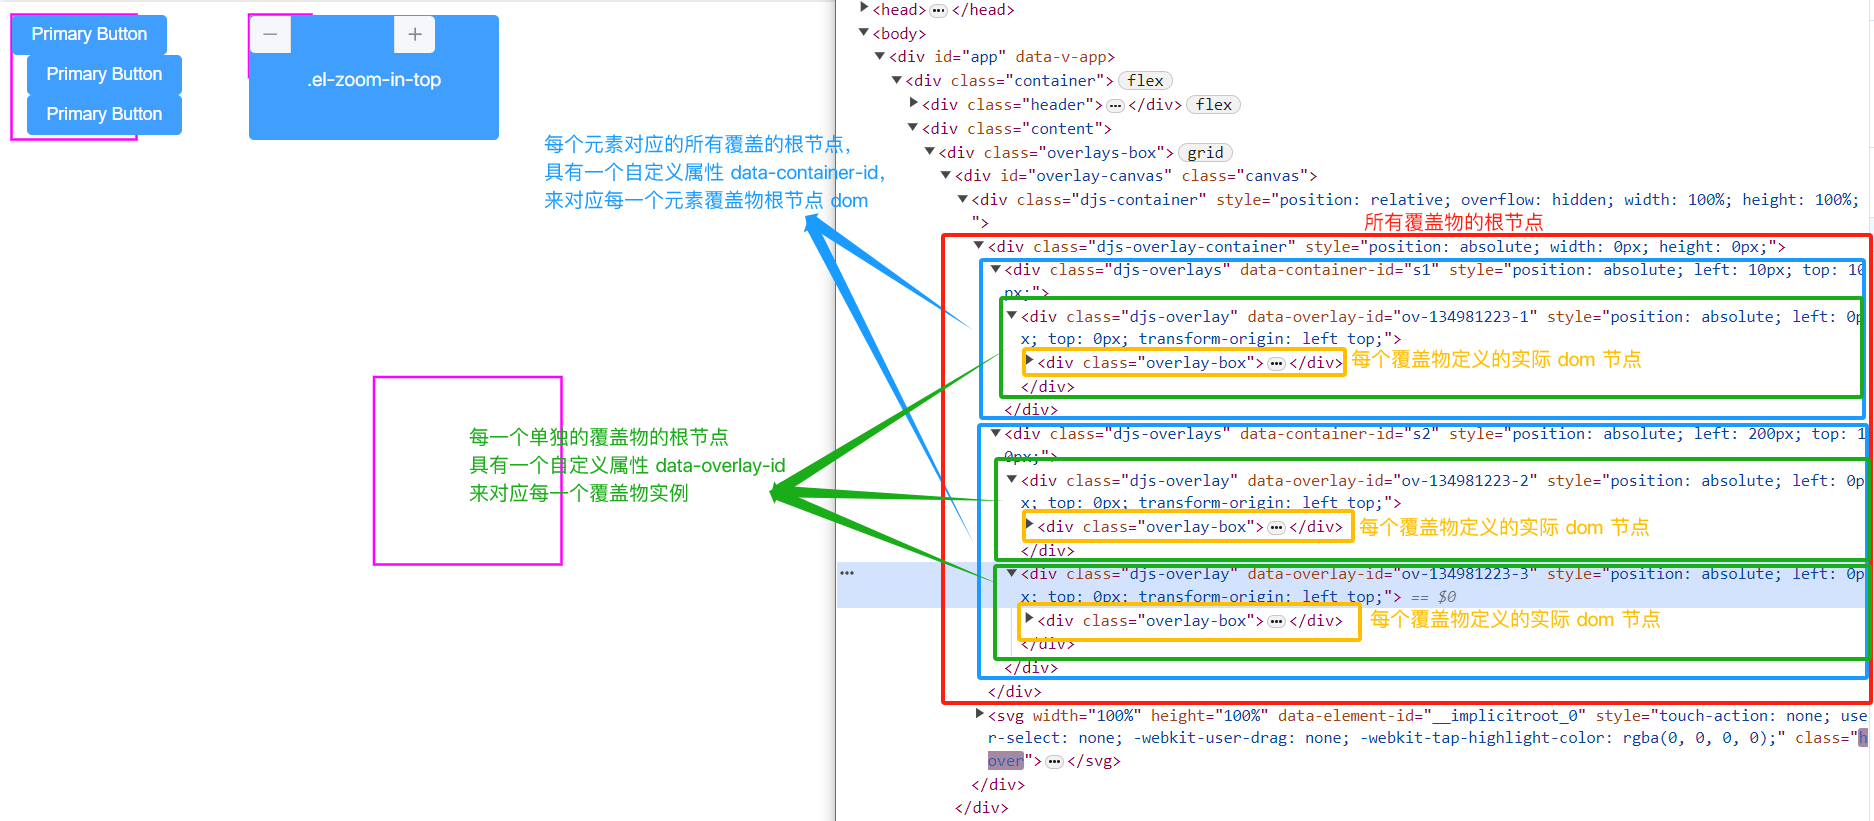 Primary Button
Primary Button
Primary Button
.el-zoom-in-top
每个元素对应的所有覆盖的根节点,
具有一个自定义属性 data-container-id,
来对应每一个元素覆盖物根节点 dom
每一个单独的覆盖物的根节点
具有一个自定义属性 data-overlay-id
来对应每一个覆盖物实例
<head>•••</head>
<body>
<div id="app" data-v-app>
<div class="container"> flex
<div class="header">•••</div> flex
<div class="content">
<div class="overlays-box"> grid
<div id="overlay-canvas" class="canvas">
<div class="djs-container" style="position: relative; overflow: hidden; width: 100%; height: 100%;
">
所有覆盖物的根节点
<div class="djs-overlay-container" style="position: absolute; width: 0px; height: 0px;">
<div class="djs-overlays" data-container-id="s1" style="position: absolute; left: 10px; top: 10
px;">
<div class="djs-overlay" data-overlay-id="ov-134981223-1" style="position: absolute; left: 0p
x; top: 0px; transform-origin: left top;">
<div class="overlay-box">•••</div> 每个覆盖物定义的实际 dom 节点
</div>
</div>
<div class="djs-overlays" data-container-id="s2" style="position: absolute; left: 200px; top: 1
0px;">
<div class="djs-overlay" data-overlay-id="ov-134981223-2" style="position: absolute; left: 0p
x; top: 0px; transform-origin: left top;">
<div class="overlay-box">•••</div> 每个覆盖物定义的实际 dom 节点
</div>
<div class="djs-overlay" data-overlay-id="ov-134981223-3" style="position: absolute; left: 0p
x; top: 0px; transform-origin: left top;"> == $0
<div class="overlay-box">•••</div> 每个覆盖物定义的实际 dom 节点
</div>
</div>
</div>
<svg width="100%" height="100%" data-element-id="__implicitroot_0" style="touch-action: none; use
r-select: none; -webkit-user-drag: none; -webkit-tap-highlight-color: rgba(0, 0, 0, 0);" class="h
over">•••</svg>
</div>
</div>